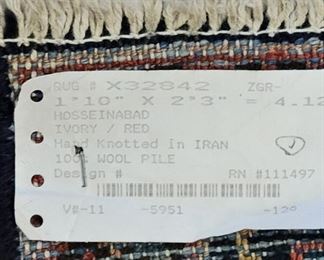 RUG # X32842 ZGR-
1'10" X 2'3" = 4.12
HOSSEINABAD
IVORY / RED
Hand Knotted In IRAN
100% WOOL PILE
Design # RN #111497
V#-11 -5951 -12º